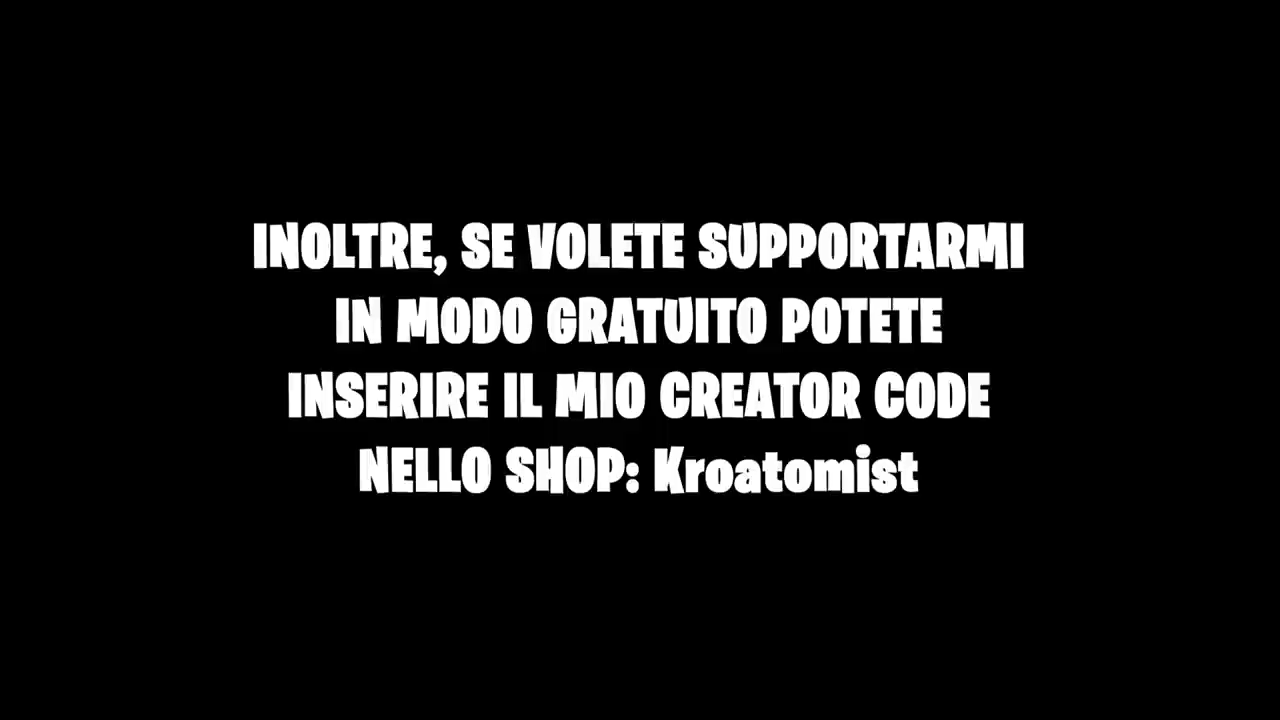 INOLTRE, SE VOLETE SUPPORTARMI
IN MODO GRATUITO POTETE
INSERIRE IL MIO CREATOR CODE
NELLO SHOP: Kroatomist